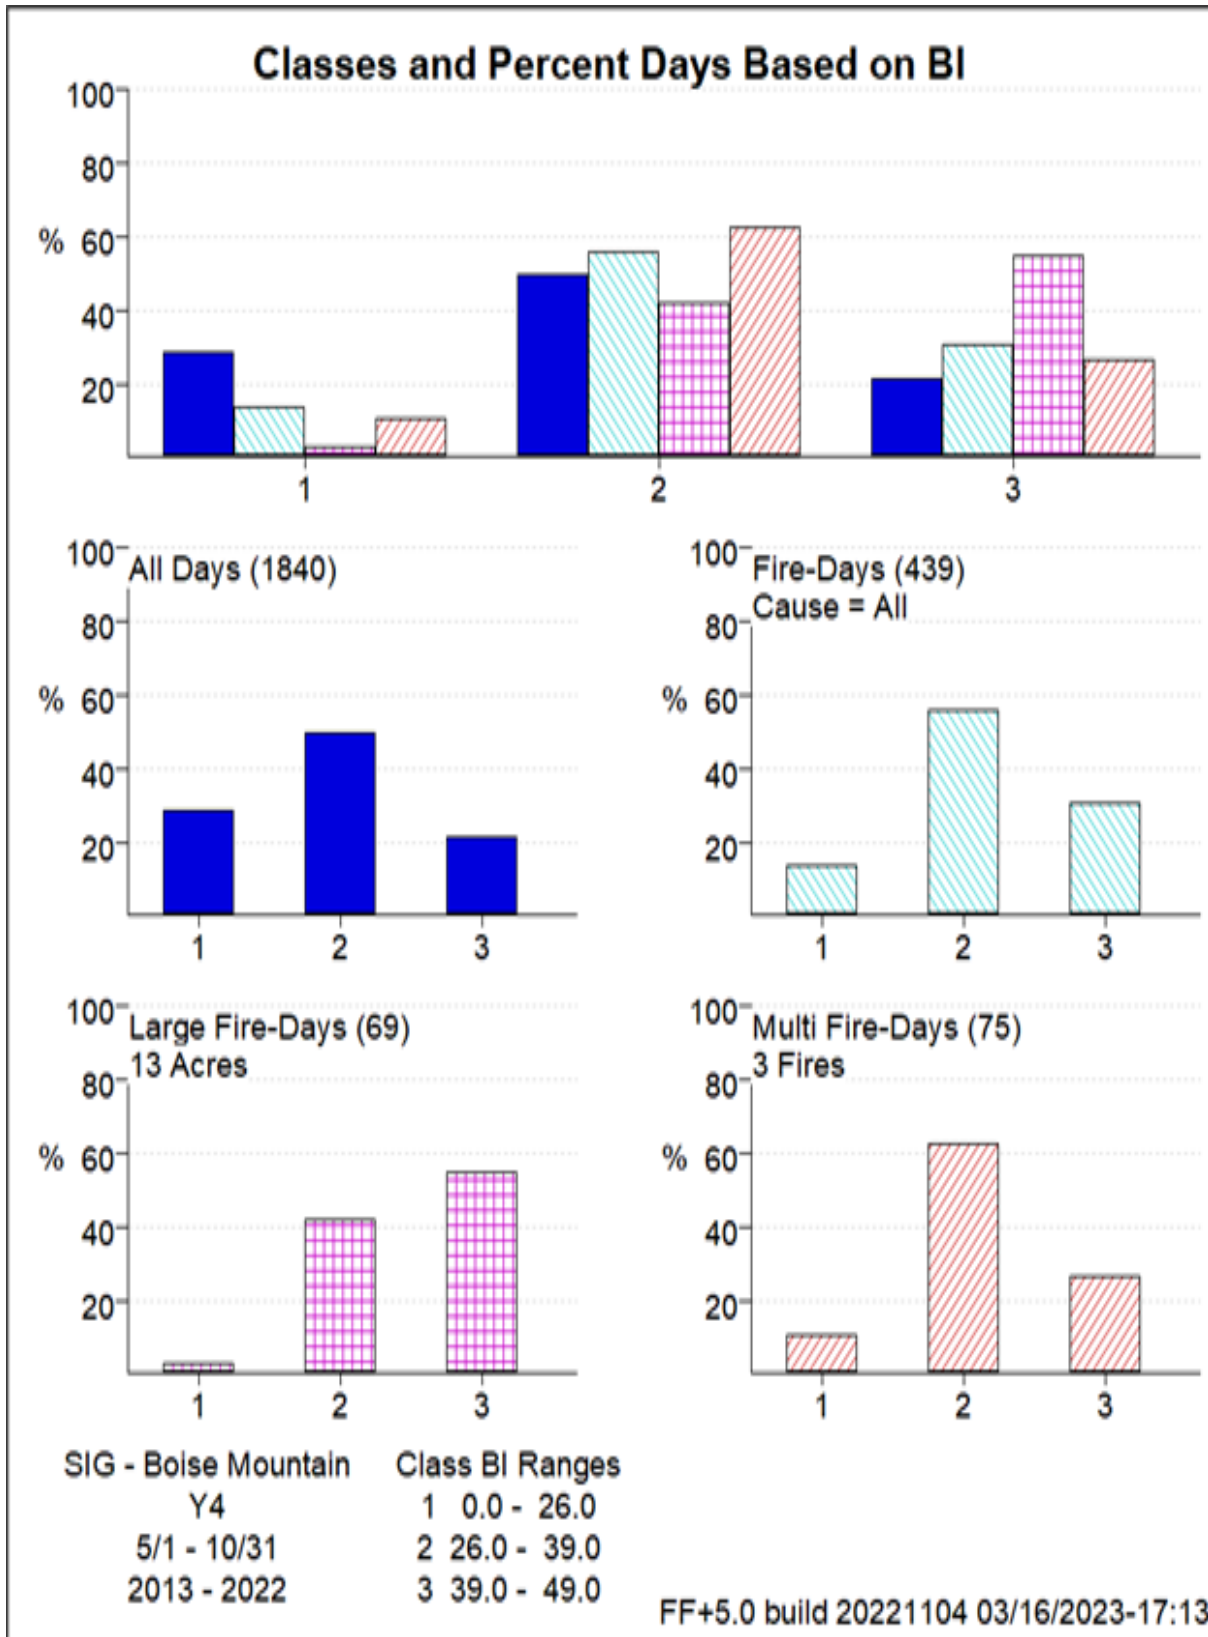 Classes and Percent Days Based on BI
100
80
% 60
40
20
1 2 3
All Days (1840)
100
80
% 60
40
20
1 2 3
Fire-Days (439)
Cause = All
100
80
% 60
40
20
1 2 3
Large Fire-Days (69)
13 Acres
100
80
% 60
40
20
1 2 3
Multi Fire-Days (75)
3 Fires
100
80
% 60
40
20
1 2 3
SIG - Boise Mountain
Y4
5/1 - 10/31
2013 - 2022
Class BI Ranges
1 0.0 - 26.0
2 26.0 - 39.0
3 39.0 - 49.0
FF+5.0 build 20221104 03/16/2023-17:13